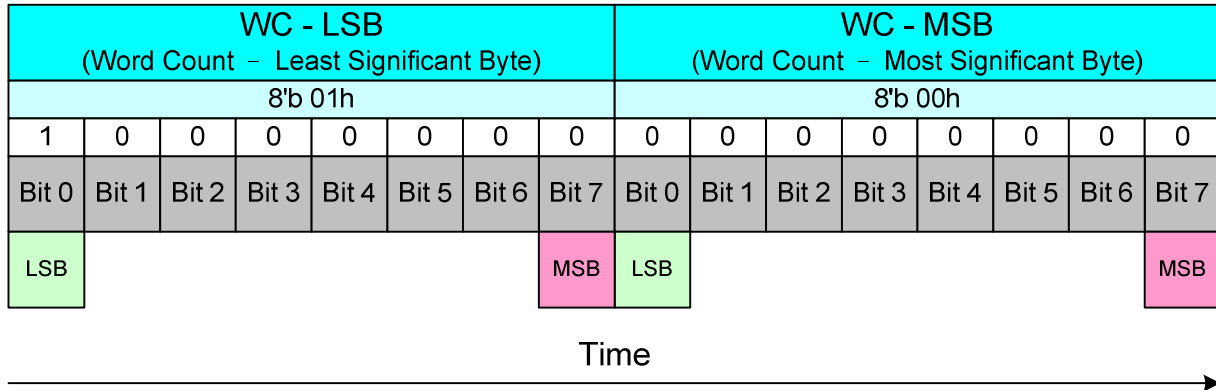 WC - LSB
(Word Count – Least Significant Byte)
WC - MSB
(Word Count – Most Significant Byte)
8'b 01h
8'b 00h
1 0 0 0 0 0 0 0 0 0 0 0 0 0 0 0
Bit 0 Bit 1 Bit 2 Bit 3 Bit 4 Bit 5 Bit 6 Bit 7 Bit 0 Bit 1 Bit 2 Bit 3 Bit 4 Bit 5 Bit 6 Bit 7
LSB MSB LSB MSB
Time